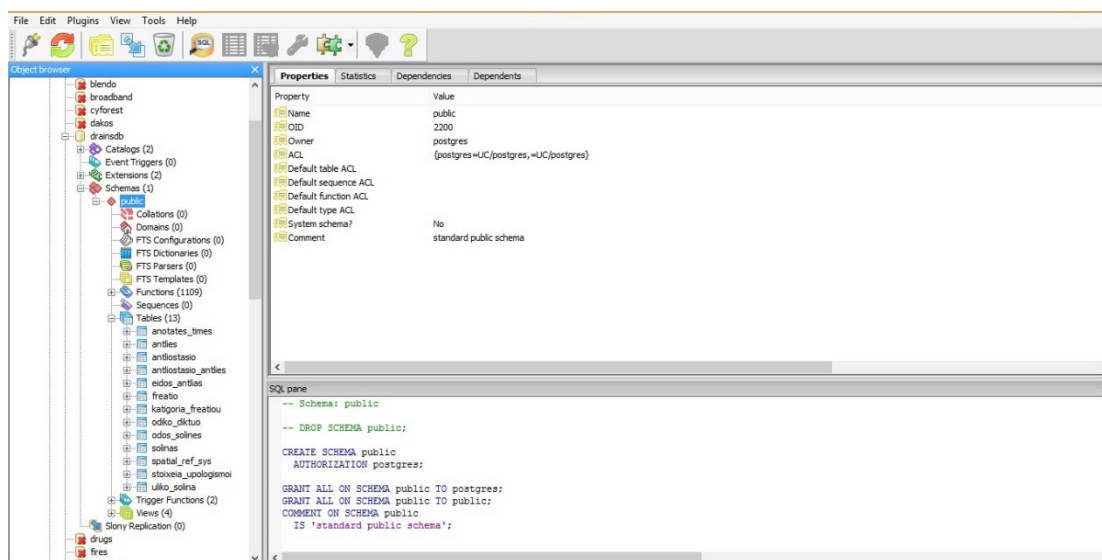 File Edit Plugins View Tools Help
SQL
Object browser
blendo
broadband
cyforest
dakos
drainsdb
Catalogs (2)
Event Triggers (0)
Extensions (2)
Schemas (1)
public
Collations (0)
Domains (0)
FTS Configurations (0)
FTS Dictionaries (0)
FTS Parsers (0)
FTS Templates (0)
Functions (1109)
Sequences (0)
Tables (13)
anotates_times
antlies
antliostasio
antliostasio_antlies
eidos_antlias
freatio
katigoria_freatiou
odiko_diktuo
odos_solines
solinas
spatial_ref_sys
stoixeia_upologismoi
uliko_solina
Trigger Functions (2)
Views (4)
Slony Replication (0)
drugs
fires
Properties Statistics Dependencies Dependents
Property Value
Name public
OID 2200
Owner postgres
ACL {postgres=UC/postgres,=UC/postgres}
Default table ACL
Default sequence ACL
Default function ACL
Default type ACL
System schema? No
Comment standard public schema
SQL pane
-- Schema: public
-- DROP SCHEMA public;
CREATE SCHEMA public
AUTHORIZATION postgres;
GRANT ALL ON SCHEMA public TO postgres;
GRANT ALL ON SCHEMA public TO public;
COMMENT ON SCHEMA public
IS 'standard public schema';